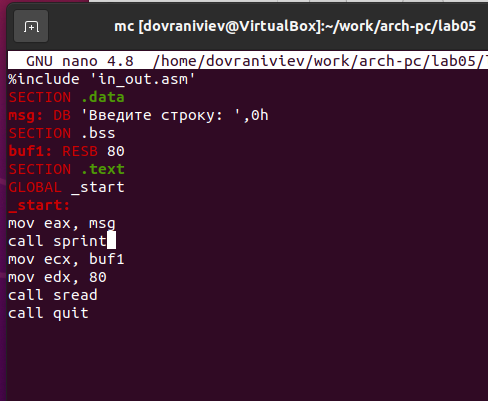 mc [dovraniviev@VirtualBox]:~/work/arch-pc/lab05
GNU nano 4.8 /home/dovraniviev/work/arch-pc/lab05/
%include 'in_out.asm'
SECTION .data
msg: DB 'Введите строку: ',0h
SECTION .bss
buf1: RESB 80
SECTION .text
GLOBAL _start
_start:
mov eax, msg
call sprint
mov ecx, buf1
mov edx, 80
call sread
call quit